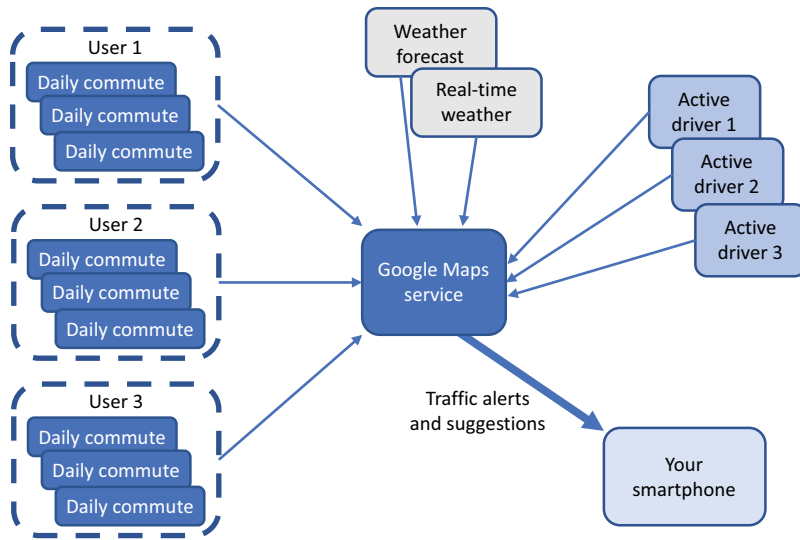 User 1
Daily commute
Daily commute
Daily commute
User 2
Daily commute
Daily commute
Daily commute
User 3
Daily commute
Daily commute
Daily commute
Weather
forecast
Real-time
weather
Google Maps
service
Active
driver 1
Active
driver 2
Active
driver 3
Traffic alerts
and suggestions
Your
smartphone